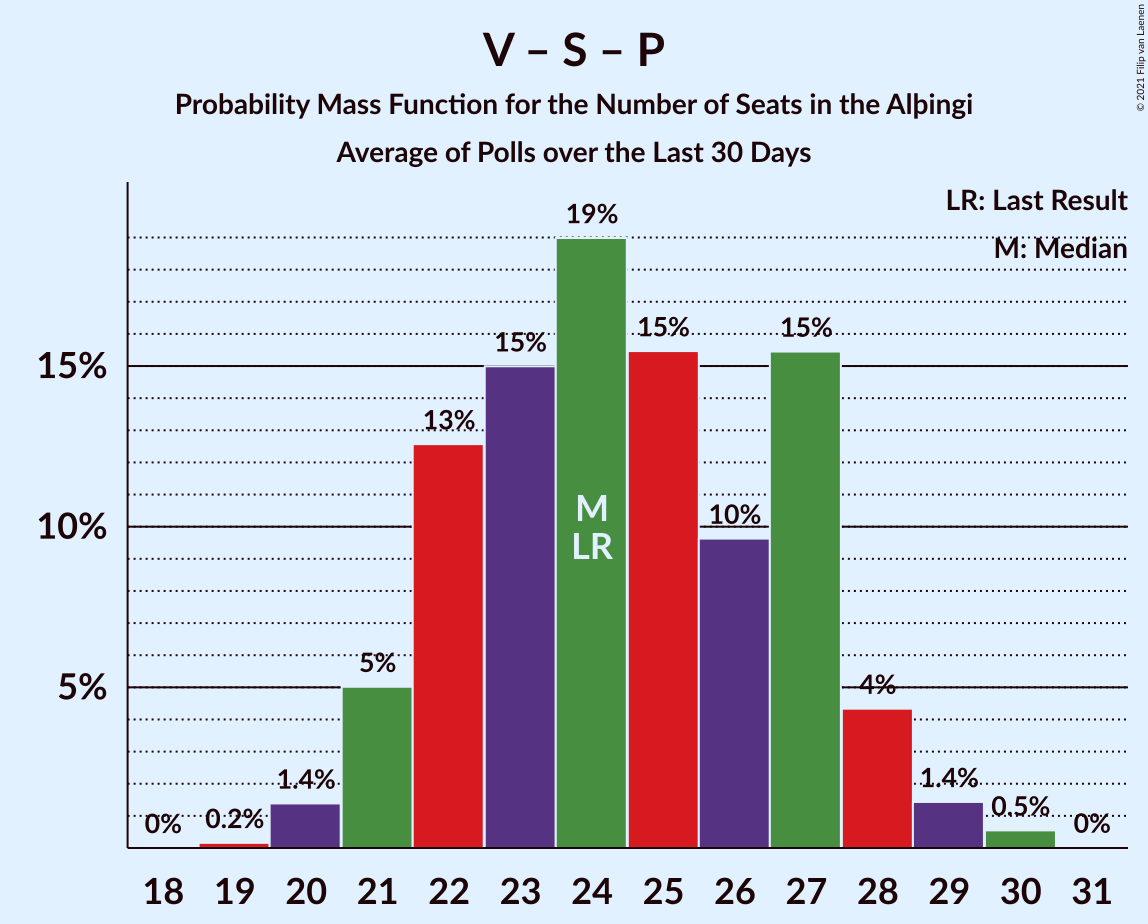 V – S – P
Probability Mass Function for the Number of Seats in the Alþingi
Average of Polls over the Last 30 Days
© 2021 Filip van Laenen
LR: Last Result
M: Median
15%
10%
5%
0%
0.2%
1.4%
5%
13%
15%
19%
15%
10%
15%
4%
1.4%
0.5%
0%
M
LR
18 19 20 21 22 23 24 25 26 27 28 29 30 31